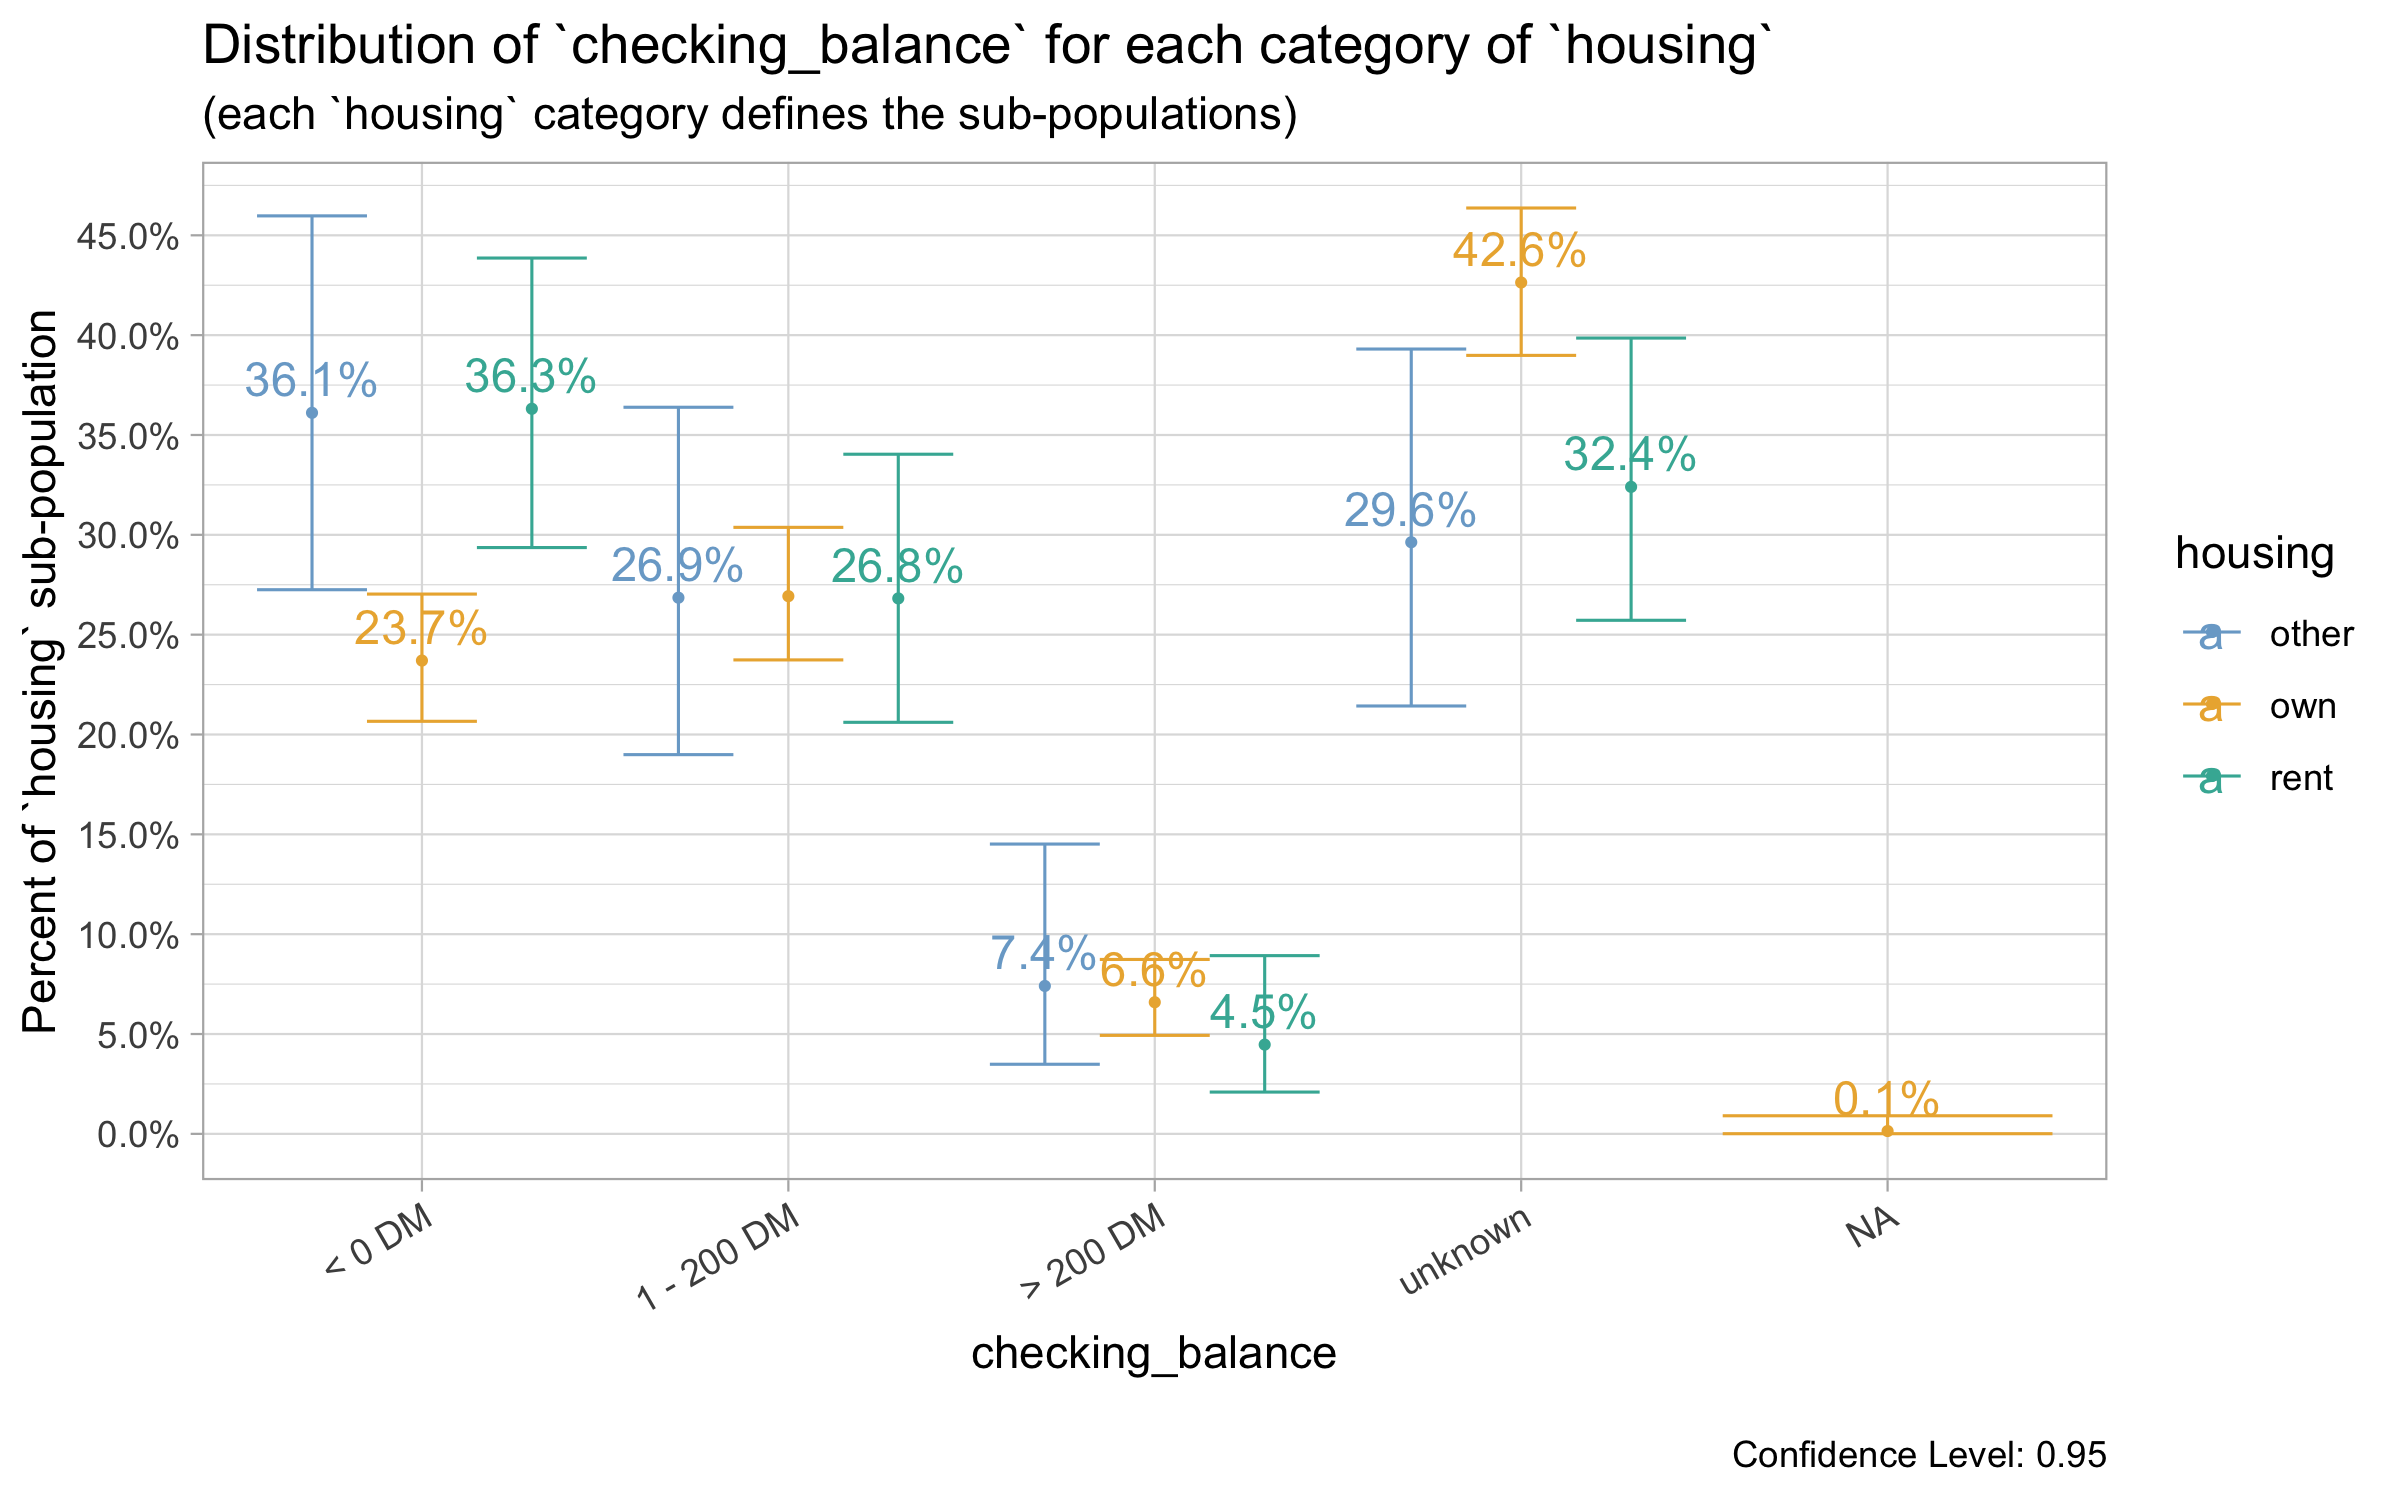 Distribution of `checking_balance` for each category of `housing`
(each `housing` category defines the sub-populations)
Percent of `housing` sub-population
45.0%
40.0%
35.0%
30.0%
25.0%
20.0%
15.0%
10.0%
5.0%
0.0%
36.1%
23.7%
36.3%
26.9%
26.8%
7.4%
6.6%
4.5%
29.6%
42.6%
32.4%
0.1%
< 0 DM
1 - 200 DM
> 200 DM
unknown
NA
checking_balance
housing
a other
a own
a rent
Confidence Level: 0.95